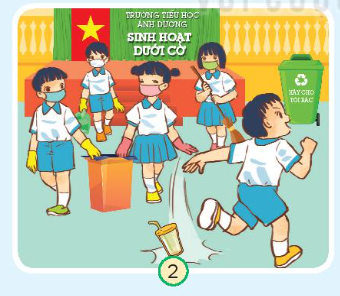 TRƯỜNG TIỂU HỌC
ÁNH DƯƠNG
SINH HOẠT
DƯỚI CỜ
HÃY CHO
TÔI RÁC
2